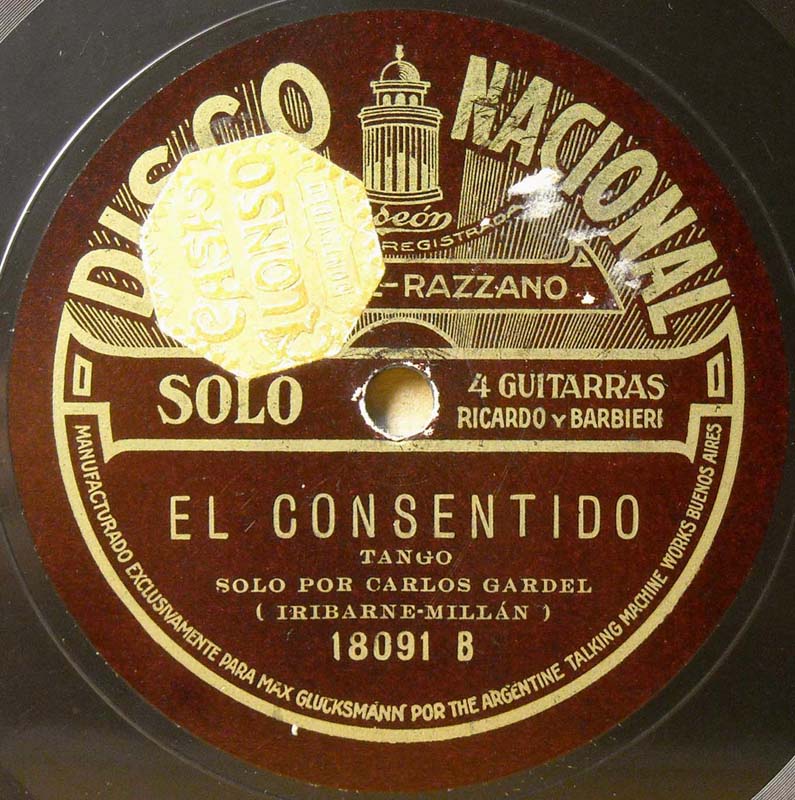 DISCO NACIONAL
REGISTRADA
-RAZZANO
SOLO
4 GUITARRAS
RICARDO Y BARBIERI
EL CONSENTIDO
TANGO
SOLO POR CARLOS GARDEL
( IRIBARNE-MILLÁN )
18091 B
MANUFACTURADO EXCLUSIVAMENTE PARA MAX GLUCKSMANN POR THE ARGENTINE TALKING MACHINE WORKS BUENOS AIRES
CASA